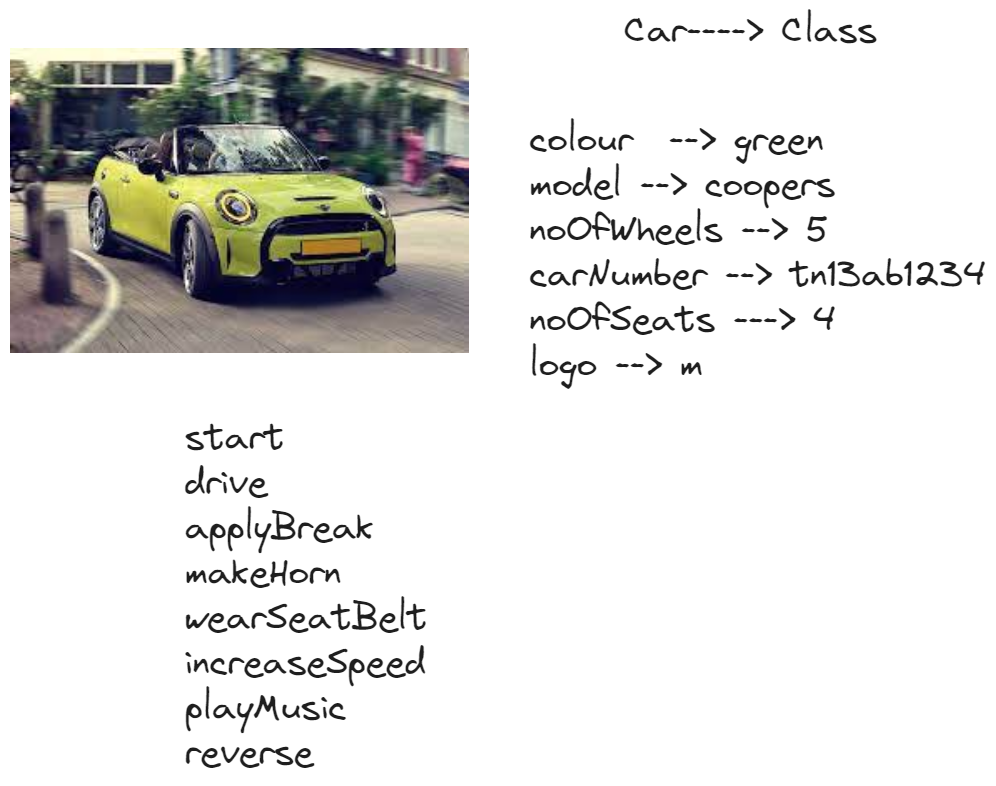 Car----> Class
colour --> green
model --> coopers
noOfWheels --> 5
carNumber --> tn13ab1234
noOfSeats ---> 4
logo --> m
start
drive
applyBreak
makeHorn
wearSeatBelt
increaseSpeed
playMusic
reverse